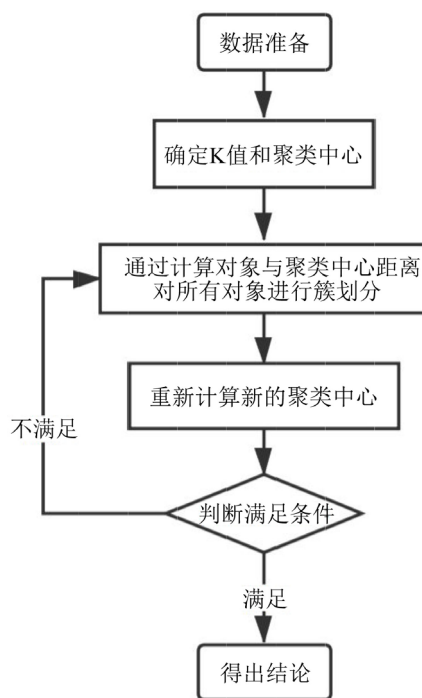 数据准备
确定K值和聚类中心
通过计算对象与聚类中心距离
对所有对象进行簇划分
重新计算新的聚类中心
不满足
判断满足条件
满足
得出结论